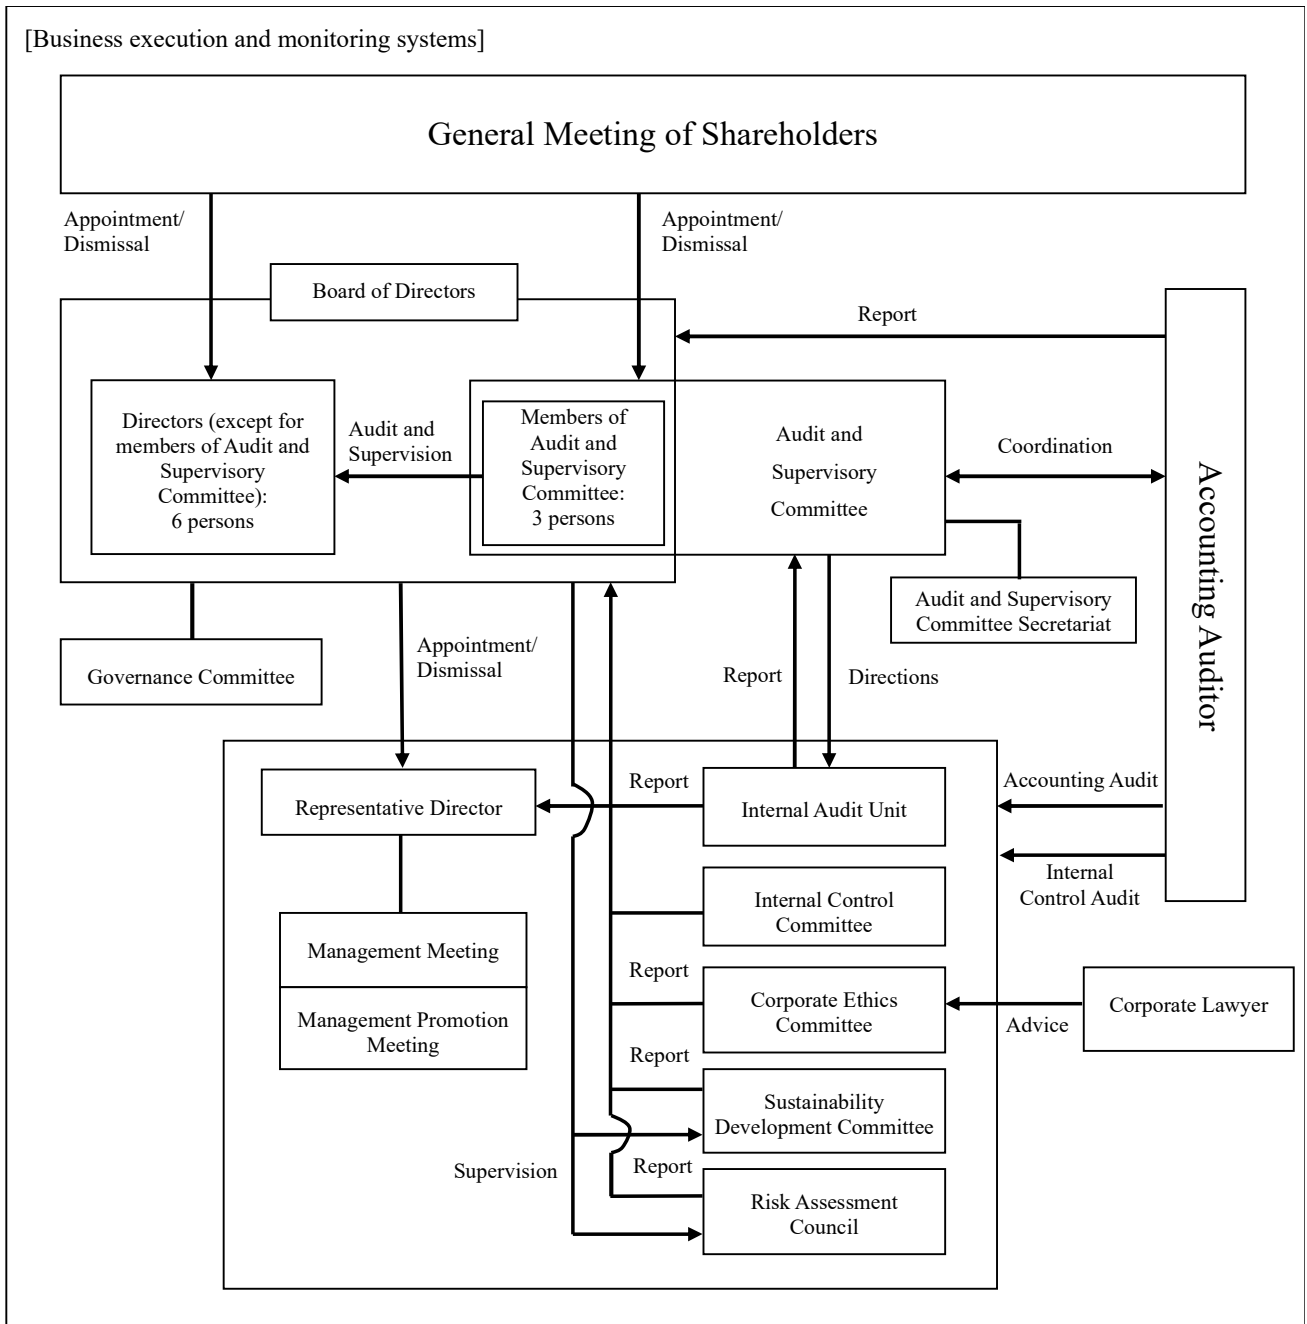 [Business execution and monitoring systems]
General Meeting of Shareholders
Appointment/
Dismissal
Appointment/
Dismissal
Board of Directors
Report
Directors (except for
members of Audit and
Supervisory
Committee):
6 persons
Audit and
Supervision
Members of
Audit and
Supervisory
Committee:
3 persons
Audit and
Supervisory
Committee
Coordination
Accounting Auditor
Audit and Supervisory
Committee Secretariat
Governance Committee
Appointment/
Dismissal
Report
Directions
Representative Director
Report
Internal Audit Unit
Accounting Audit
Internal
Control Audit
Internal Control
Committee
Management Meeting
Management Promotion
Meeting
Report
Corporate Ethics
Committee
Advice
Corporate Lawyer
Report
Sustainability
Development Committee
Supervision
Report
Risk Assessment
Council